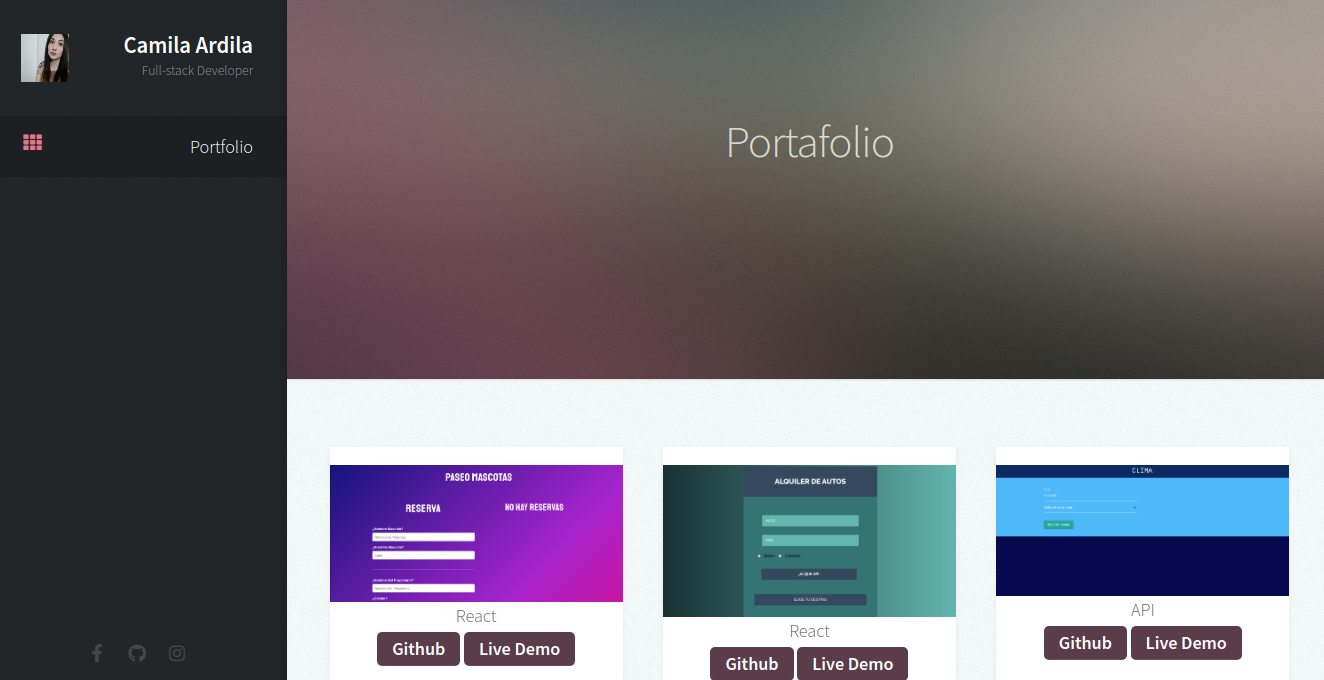 Camila Ardila
Full-stack Developer
Portfolio
Portafolio
PASEO MASCOTAS
RESERVA
NO HAY RESERVAS
React
Github
Live Demo
ALQUILER DE AUTOS
React
Github
Live Demo
CLIMA
API
Github
Live Demo